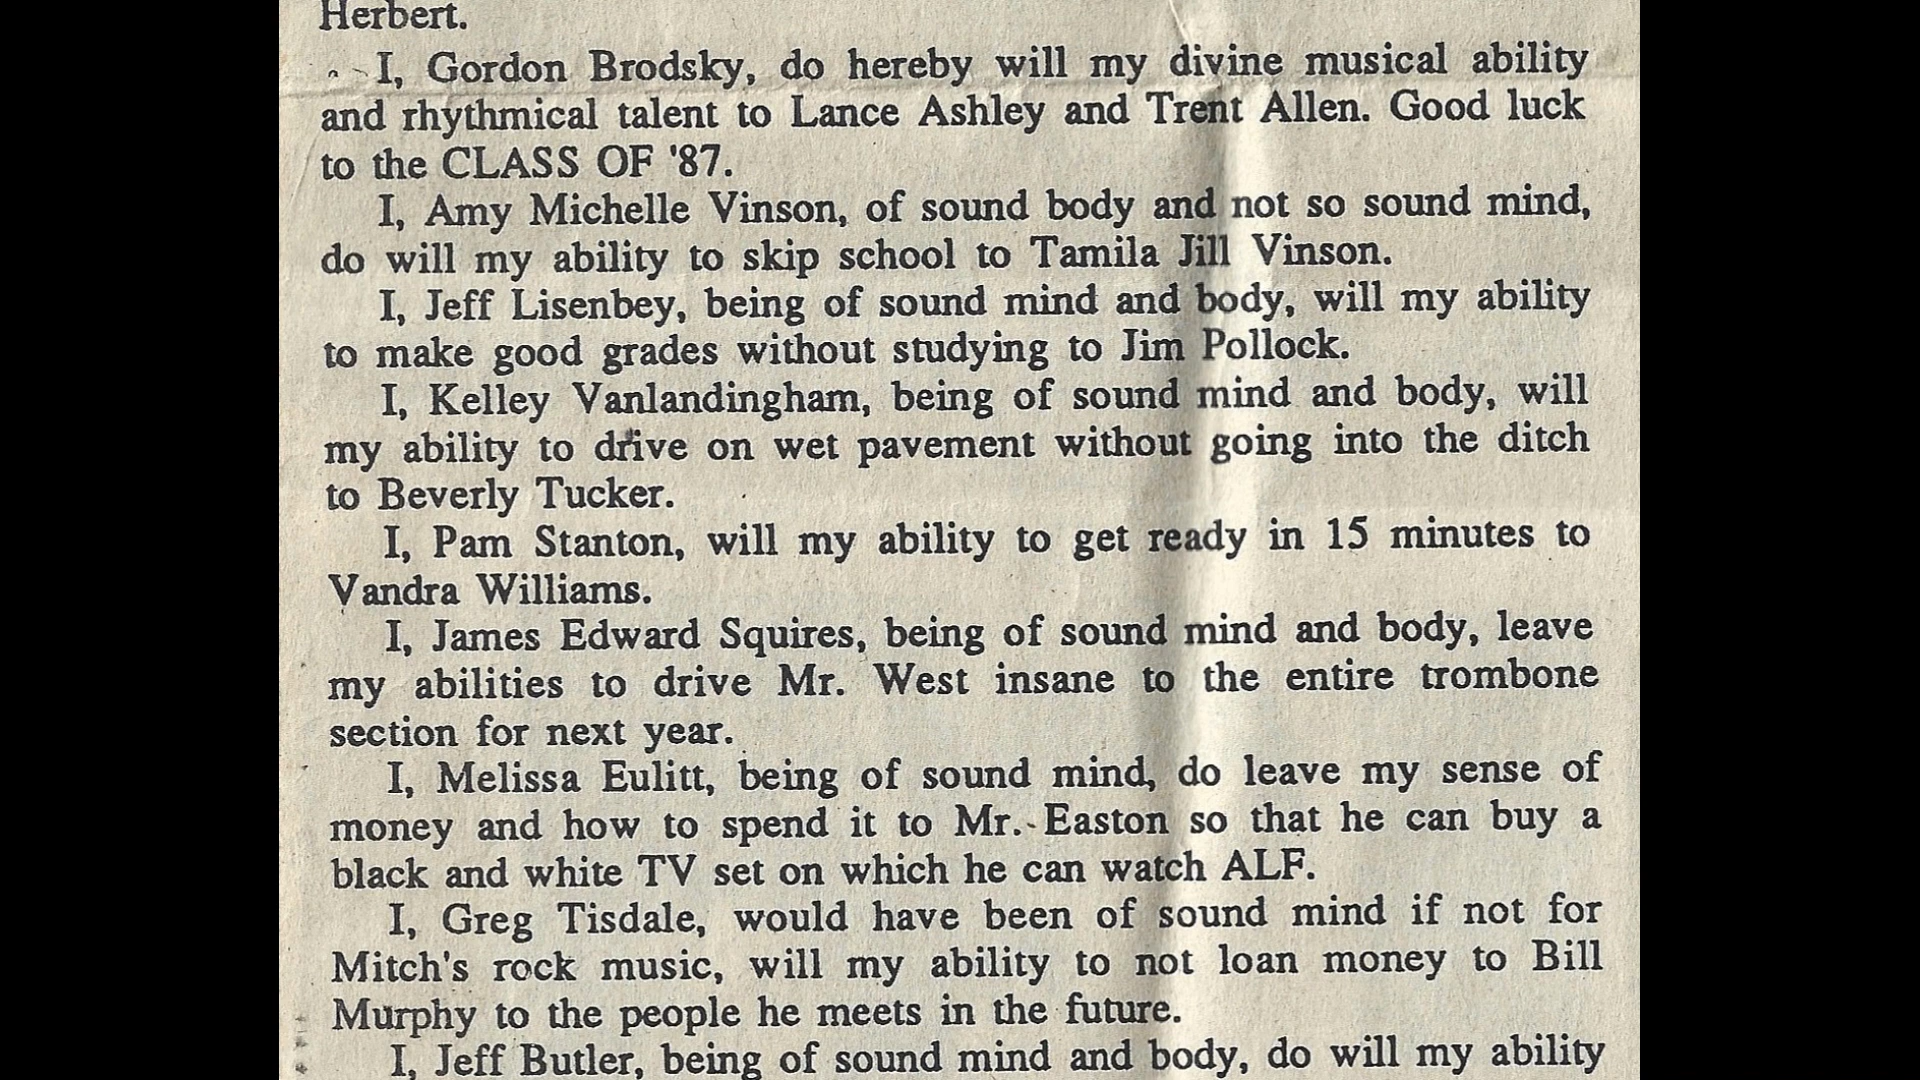 Herbert.
I, Gordon Brodsky, do hereby will my divine musical ability
and rhythmical talent to Lance Ashley and Trent Allen. Good luck
to the CLASS OF '87.
I, Amy Michelle Vinson, of sound body and not so sound mind,
do will my ability to skip school to Tamila Jill Vinson.
I, Jeff Lisenbey, being of sound mind and body, will my ability
to make good grades without studying to Jim Pollock.
I, Kelley Vanlandingham, being of sound mind and body, will
my ability to drive on wet pavement without going into the ditch
to Beverly Tucker.
I, Pam Stanton, will my ability to get ready in 15 minutes to
Vandra Williams.
I, James Edward Squires, being of sound mind and body, leave
my abilities to drive Mr. West insane to the entire trombone
section for next year.
I, Melissa Eulitt, being of sound mind, do leave my sense of
money and how to spend it to Mr. Easton so that he can buy a
black and white TV set on which he can watch ALF.
I, Greg Tisdale, would have been of sound mind if not for
Mitch's rock music, will my ability to not loan money to Bill
Murphy to the people he meets in the future.
I, Jeff Butler, being of sound mind and body, do will my ability